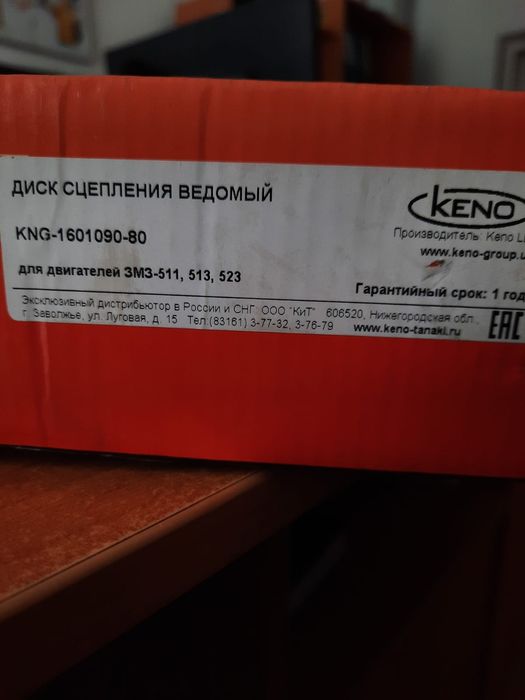 ДИСК СЦЕПЛЕНИЯ ВЕДОМЫЙ
KENO
KNG-1601090-80
Производитель: Keno
www.keno-group.
для двигателей ЗМЗ-511, 513, 523
Гарантийный срок: 1 год
Эксклюзивный дистрибьютор в России и СНГ: ООО "КиТ" 606520, Нижегородская обл.,
г. Заволжье, ул. Луговая, д. 15 Тел.(83161) 3-77-32, 3-76-79 www.keno-tanaki.ru
EAC